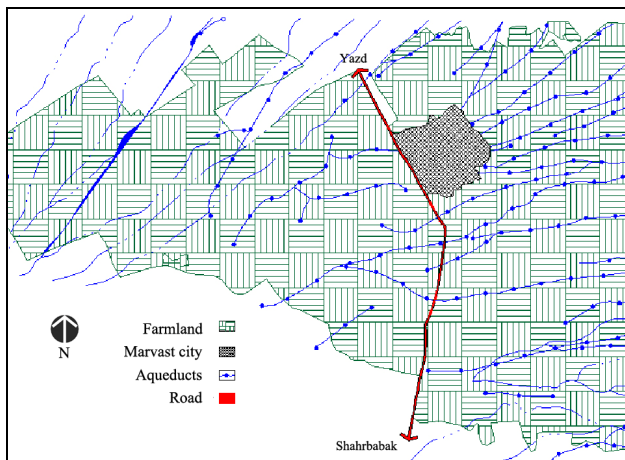 Yazd
Farmland
Marvast city
Aqueducts
Road
N
Shahrbabak